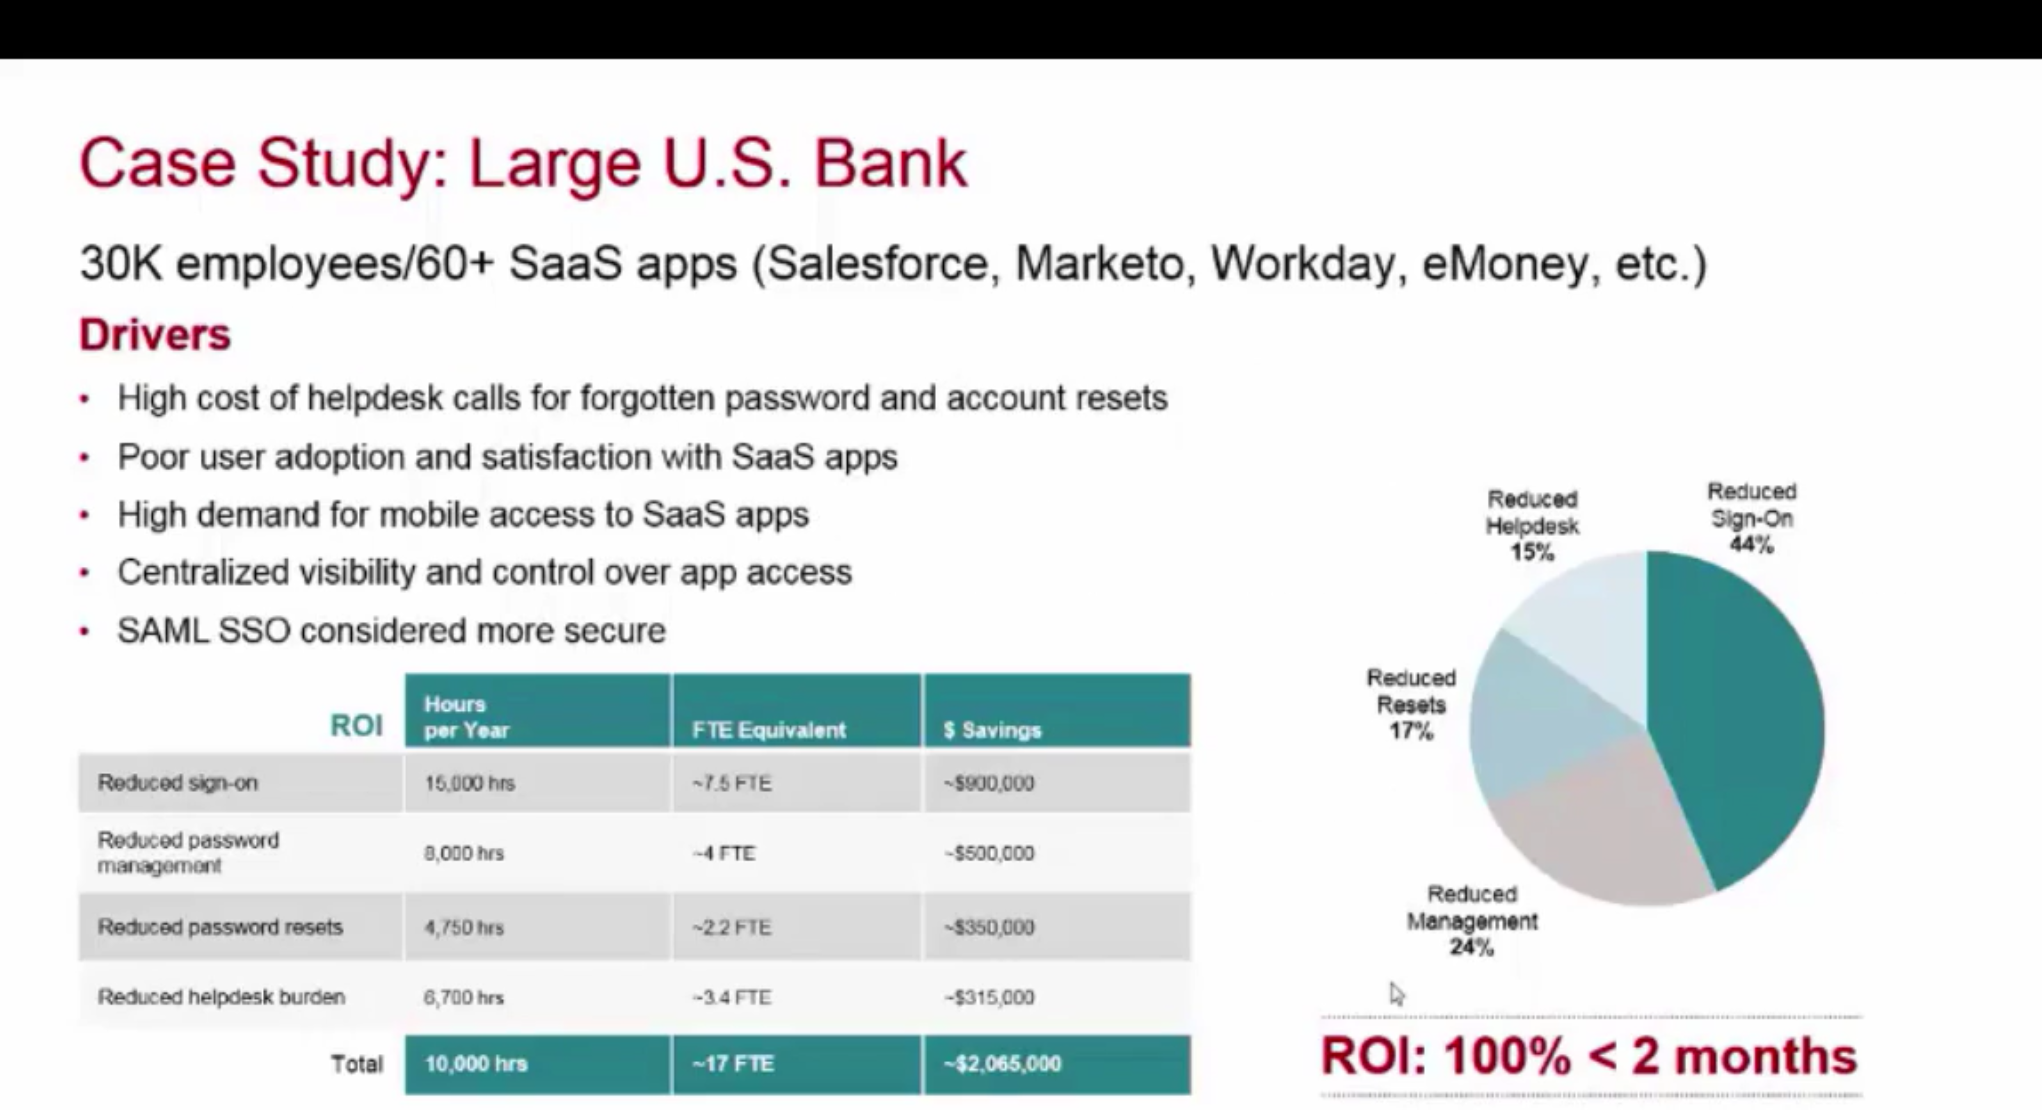 Case Study: Large U.S. Bank
30K employees/60+ SaaS apps (Salesforce, Marketo, Workday, eMoney, etc.)
Drivers
• High cost of helpdesk calls for forgotten password and account resets
• Poor user adoption and satisfaction with SaaS apps
• High demand for mobile access to SaaS apps
• Centralized visibility and control over app access
• SAML SSO considered more secure
ROI Hours per Year FTE Equivalent $ Savings
Reduced sign-on 15,000 hrs ~7.5 FTE ~$900,000
Reduced password management 8,000 hrs ~4 FTE ~$500,000
Reduced password resets 4,750 hrs ~2.2 FTE ~$350,000
Reduced helpdesk burden 6,700 hrs ~3.4 FTE ~$315,000
Total 10,000 hrs ~17 FTE ~$2,065,000
Reduced
Helpdesk
15%
Reduced
Sign-On
44%
Reduced
Resets
17%
Reduced
Management
24%
ROI: 100% < 2 months